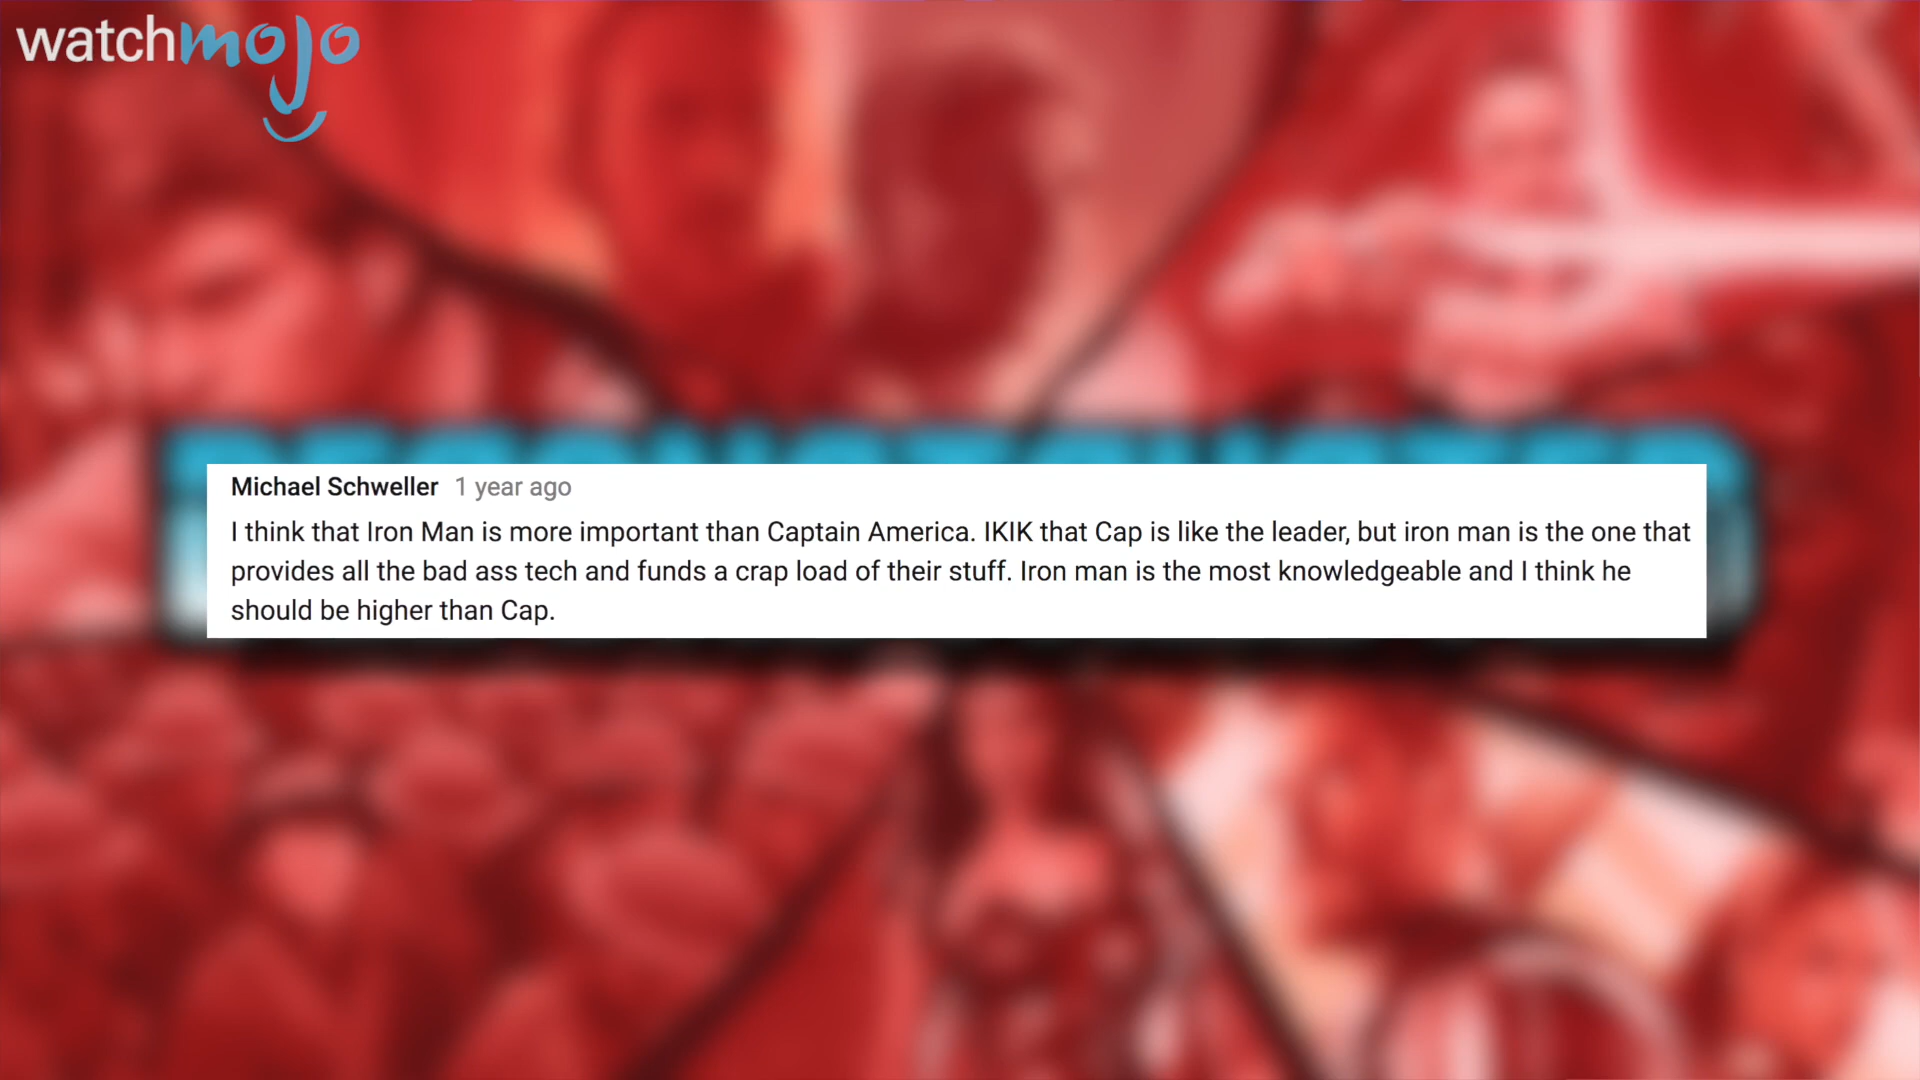 watchmojo
Michael Schweller 1 year ago
I think that Iron Man is more important than Captain America. IKIK that Cap is like the leader, but iron man is the one that
provides all the bad ass tech and funds a crap load of their stuff. Iron man is the most knowledgeable and I think he
should be higher than Cap.